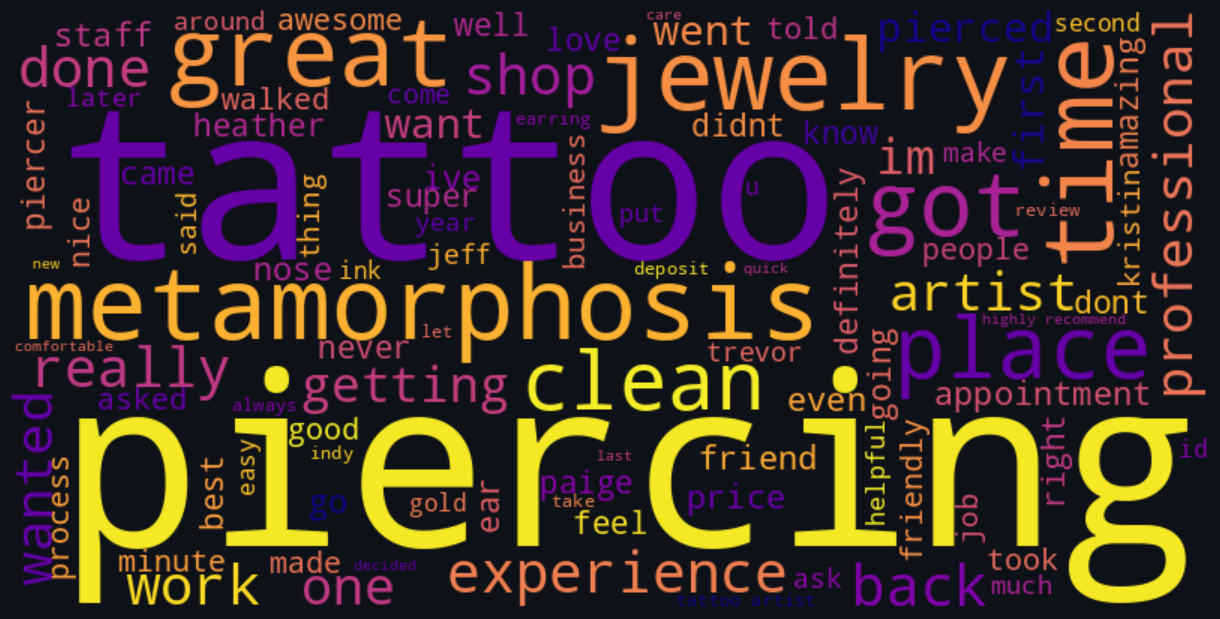 around awesome well care went told pierced second
staff great love
done shop jewelry time amazing professional
later walked come first
piercer heather want earring didnt know
tattoo im make
came ive business kristina
nice said thing super put u definitely got review
year people
new nose ink jeff deposit quick
metamorphosis artist dont
let highly recommend
comfortable never trevor place
really getting clean going
asked always even appointment
wanted good
piercing
process best easy indy last friend helpful friendly right id
go gold ear take paige price job
feel
minute made decided experience ask took
work one tattoo artist back much